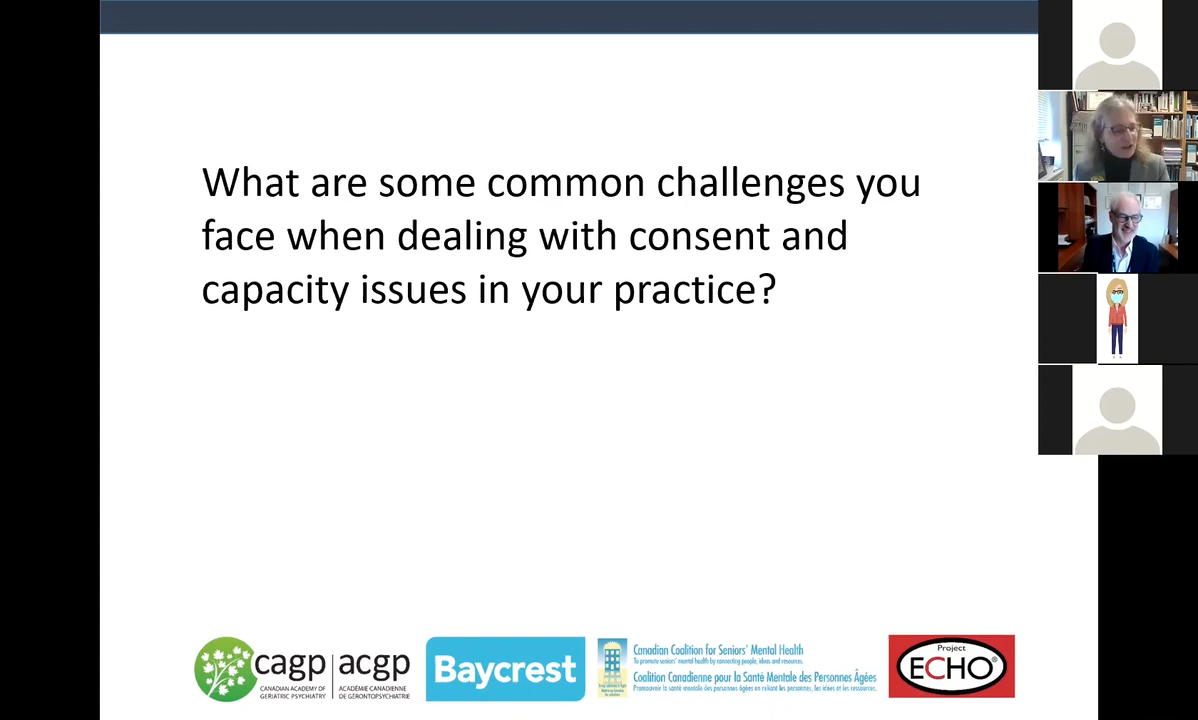 What are some common challenges you
face when dealing with consent and
capacity issues in your practice?
cagp | acgp
CANADIAN ACADEMY OF
GERIATRIC PSYCHIATRY
ACADÉMIE CANADIENNE
DE GÉRONTOPSYCHIATRIE
Baycrest
Canadian Coalition for Seniors' Mental Health
To promote seniors' mental health by connecting people, ideas and resources.
Coalition Canadienne pour la Santé Mentale des Personnes Âgées
Promouvoir la santé mentale des personnes âgées en reliant les personnes, les idées et les ressources.
Project
ECHO®